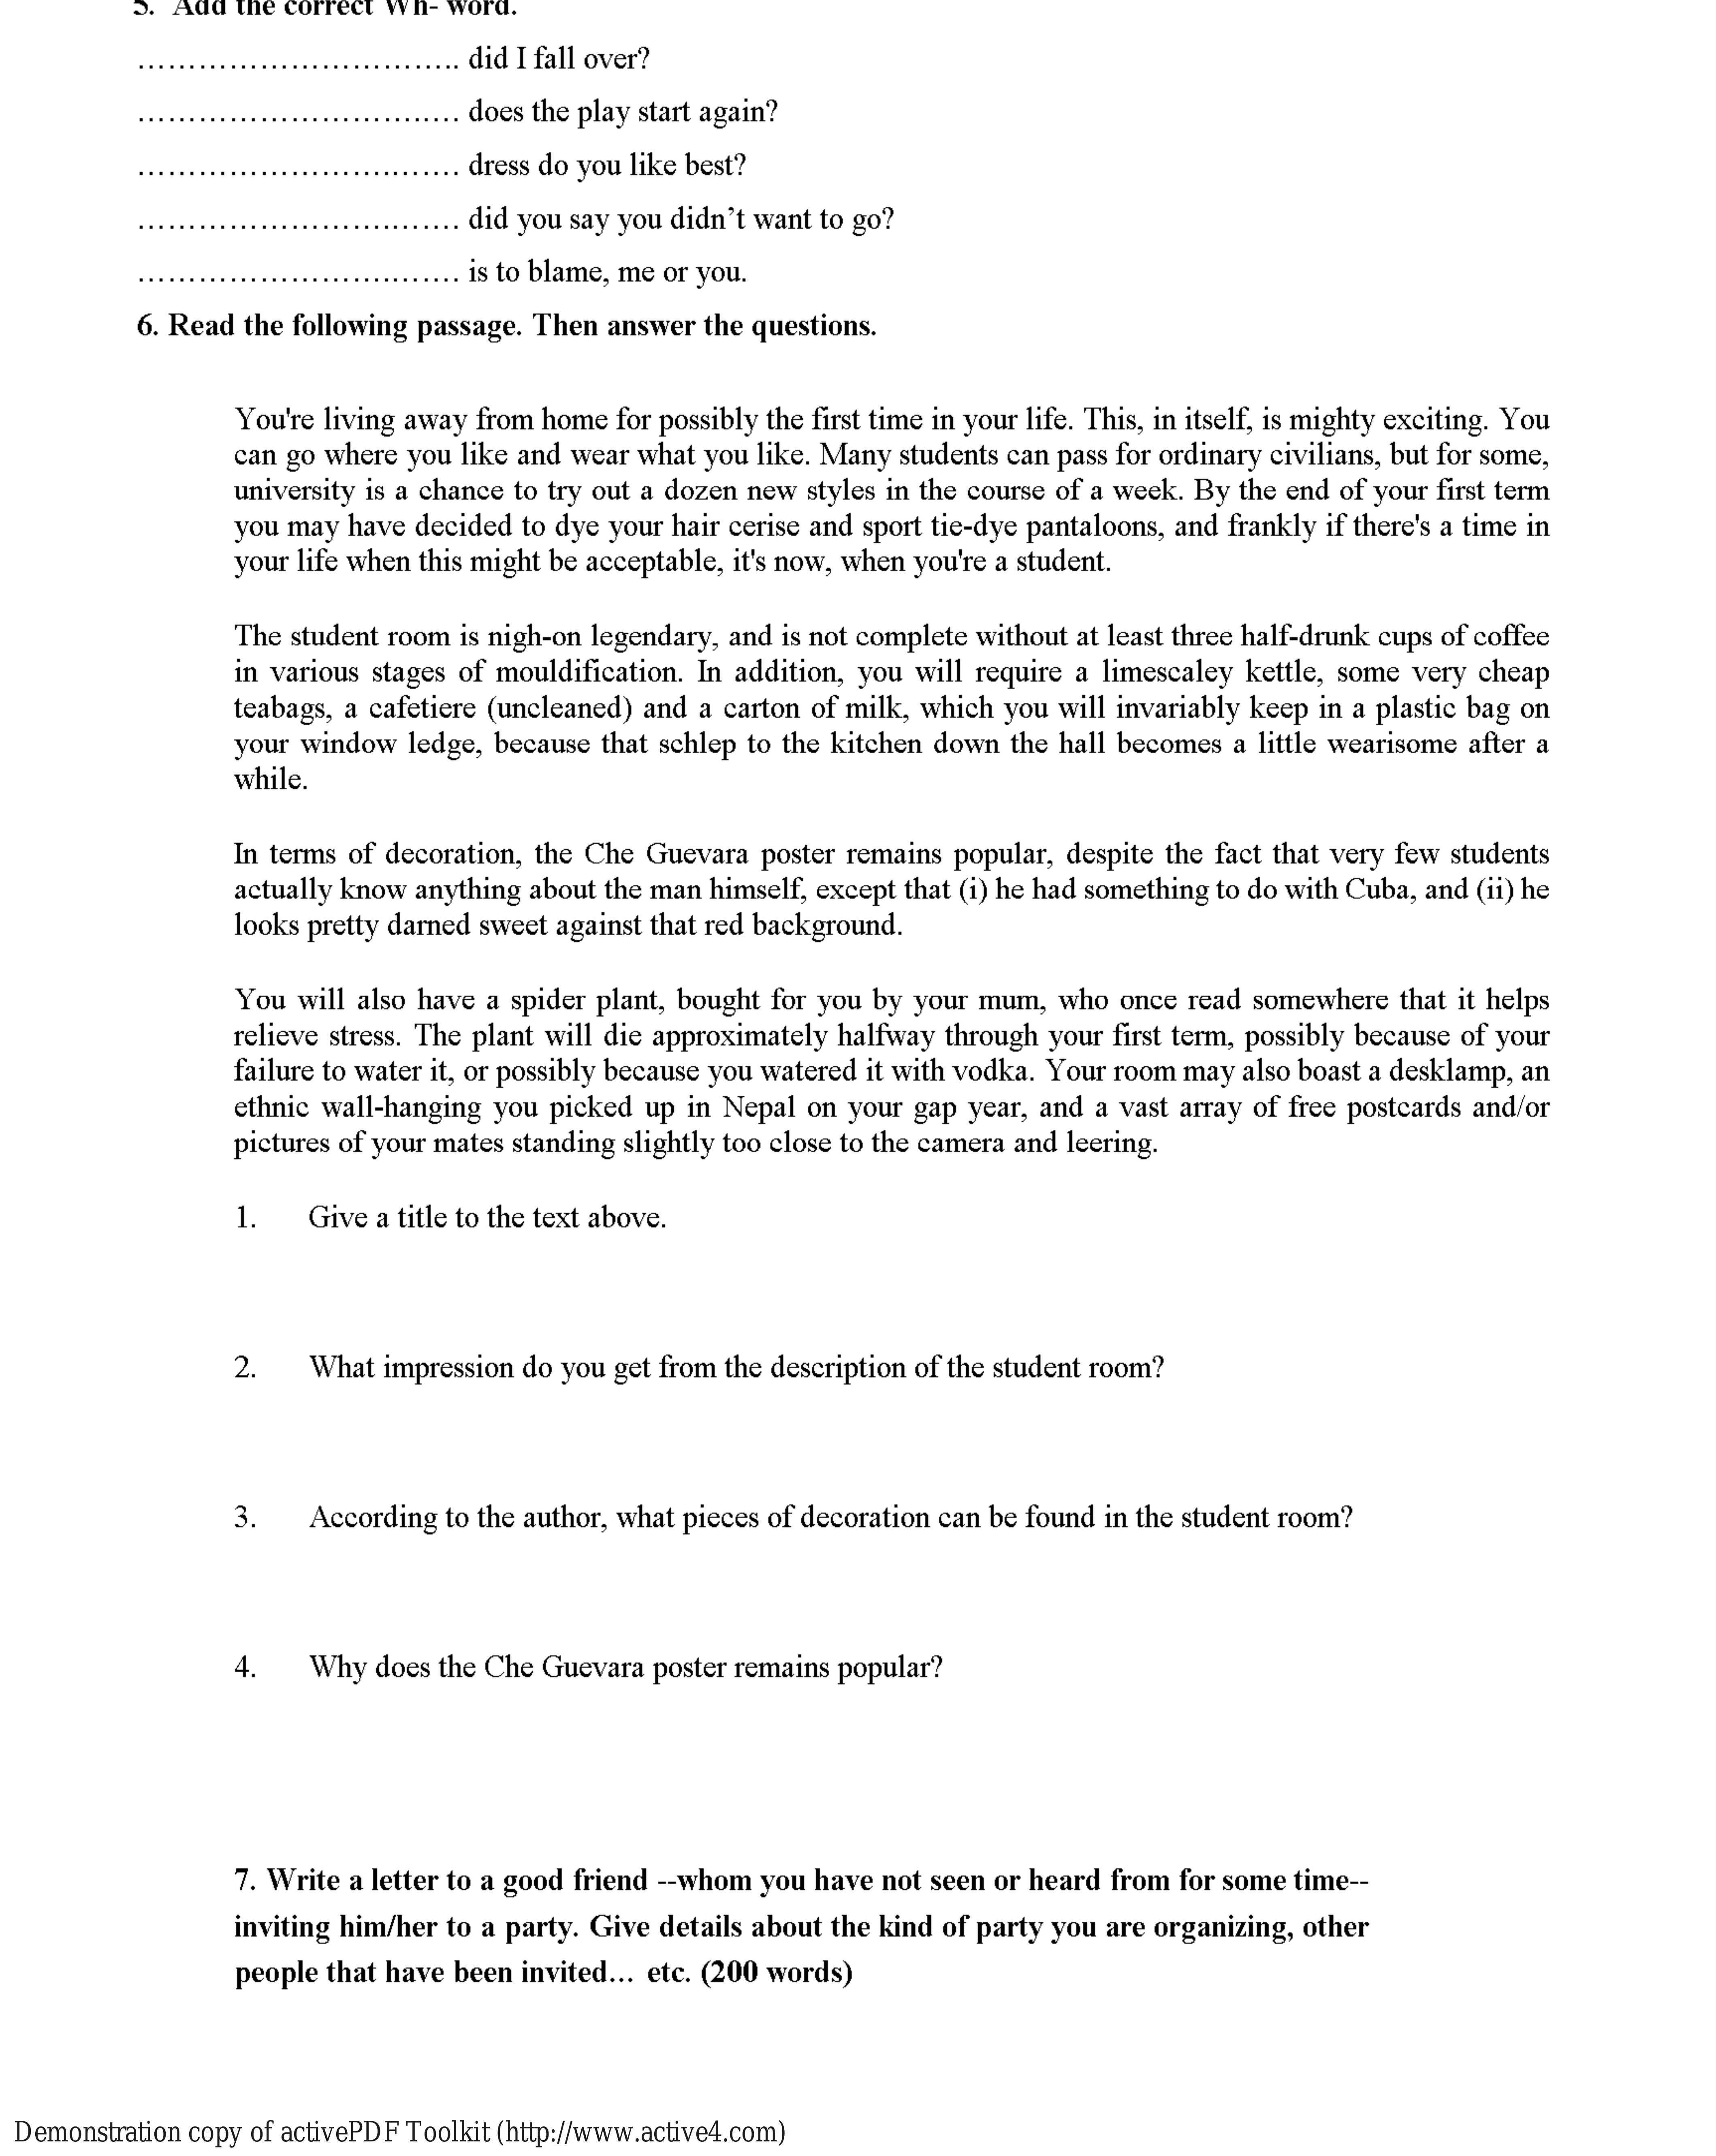 5. Add the correct Wh- word.
…………………………….. did I fall over?
…………………………..…… does the play start again?
…………………………..…… dress do you like best?
…………………………..…… did you say you didn’t want to go?
…………………………..…… is to blame, me or you.
6. Read the following passage. Then answer the questions.
You're living away from home for possibly the first time in your life. This, in itself, is mighty exciting. You
can go where you like and wear what you like. Many students can pass for ordinary civilians, but for some,
university is a chance to try out a dozen new styles in the course of a week. By the end of your first term
you may have decided to dye your hair cerise and sport tie-dye pantaloons, and frankly if there's a time in
your life when this might be acceptable, it's now, when you're a student.
The student room is nigh-on legendary, and is not complete without at least three half-drunk cups of coffee
in various stages of mouldification. In addition, you will require a limescaley kettle, some very cheap
teabags, a cafetiere (uncleaned) and a carton of milk, which you will invariably keep in a plastic bag on
your window ledge, because that schlep to the kitchen down the hall becomes a little wearisome after a
while.
In terms of decoration, the Che Guevara poster remains popular, despite the fact that very few students
actually know anything about the man himself, except that (i) he had something to do with Cuba, and (ii) he
looks pretty darned sweet against that red background.
You will also have a spider plant, bought for you by your mum, who once read somewhere that it helps
relieve stress. The plant will die approximately halfway through your first term, possibly because of your
failure to water it, or possibly because you watered it with vodka. Your room may also boast a desklamp, an
ethnic wall-hanging you picked up in Nepal on your gap year, and a vast array of free postcards and/or
pictures of your mates standing slightly too close to the camera and leering.
1. Give a title to the text above.
2. What impression do you get from the description of the student room?
3. According to the author, what pieces of decoration can be found in the student room?
4. Why does the Che Guevara poster remains popular?
7. Write a letter to a good friend --whom you have not seen or heard from for some time--
inviting him/her to a party. Give details about the kind of party you are organizing, other
people that have been invited… etc. (200 words)
Demonstration copy of activePDF Toolkit (http://www.active4.com)